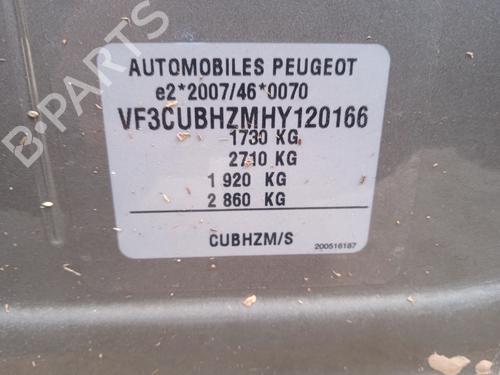 B-PARTS
AUTOMOBILES PEUGEOT
e2*2007/46*0070
VF3CUBHZMHY120166
1730 KG
2710 KG
1 920 KG
2 860 KG
CUBHZM/S
200516187